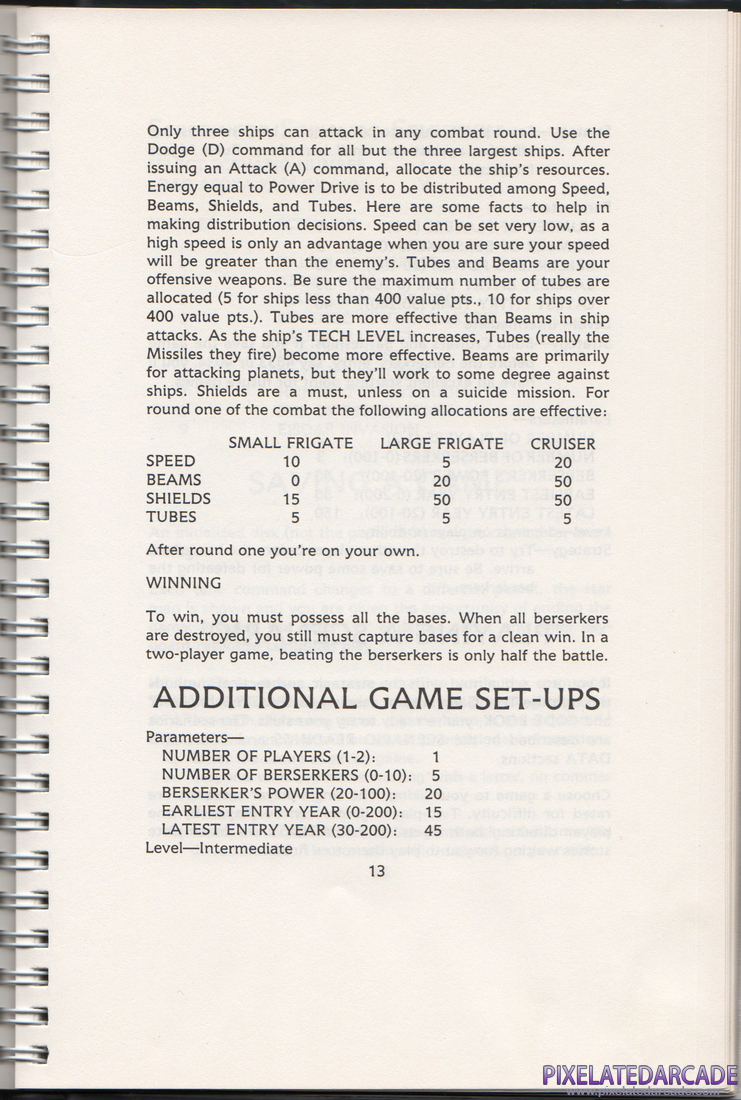 Only three ships can attack in any combat round. Use the
Dodge (D) command for all but the three largest ships. After
issuing an Attack (A) command, allocate the ship's resources.
Energy equal to Power Drive is to be distributed among Speed,
Beams, Shields, and Tubes. Here are some facts to help in
making distribution decisions. Speed can be set very low, as a
high speed is only an advantage when you are sure your speed
will be greater than the enemy's. Tubes and Beams are your
offensive weapons. Be sure the maximum number of tubes are
allocated (5 for ships less than 400 value pts., 10 for ships over
400 value pts.). Tubes are more effective than Beams in ship
attacks. As the ship's TECH LEVEL increases, Tubes (really the
Missiles they fire) become more effective. Beams are primarily
for attacking planets, but they'll work to some degree against
ships. Shields are a must, unless on a suicide mission. For
round one of the combat the following allocations are effective:
SMALL FRIGATE LARGE FRIGATE CRUISER
SPEED 10 5 20
BEAMS 0 20 50
SHIELDS 15 50 50
TUBES 5 5 5
After round one you're on your own.
WINNING
To win, you must possess all the bases. When all berserkers
are destroyed, you still must capture bases for a clean win. In a
two-player game, beating the berserkers is only half the battle.
ADDITIONAL GAME SET-UPS
Parameters—
NUMBER OF PLAYERS (1-2): 1
NUMBER OF BERSERKERS (0-10): 5
BERSERKER'S POWER (20-100): 20
EARLIEST ENTRY YEAR (0-200): 15
LATEST ENTRY YEAR (30-200): 45
Level—Intermediate
13
PIXELATEDARCADE
www.pixelatedarcade.com